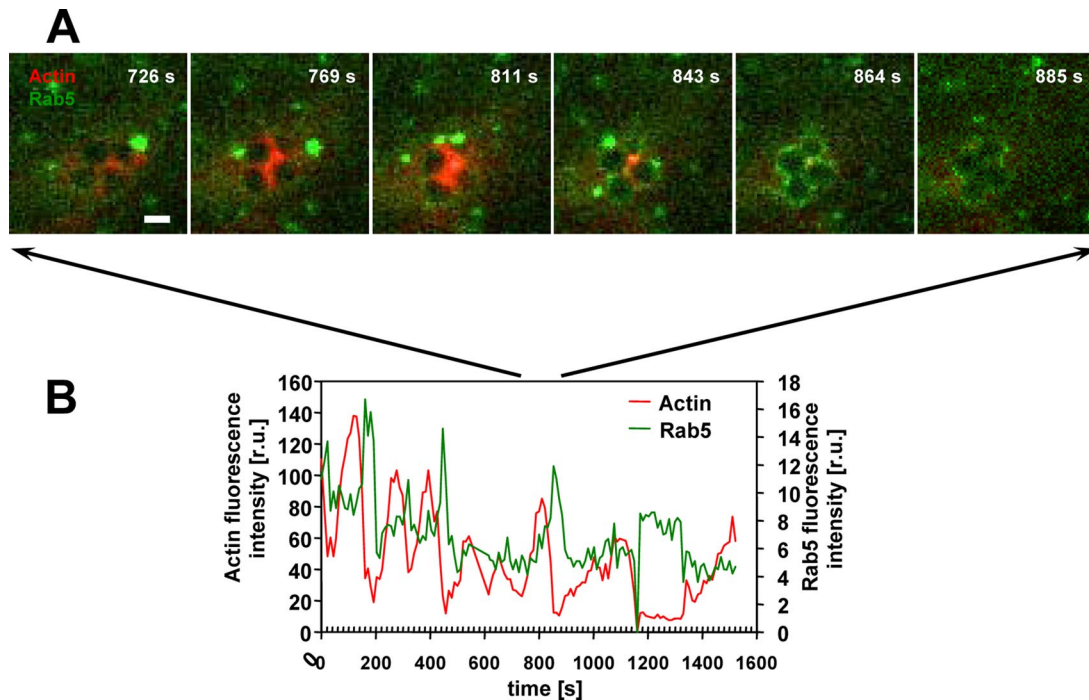 A
Actin
Rab5
726 s
769 s
811 s
843 s
864 s
885 s
B
Actin fluorescence
intensity [r.u.]
160
140
120
100
80
60
40
20
0
Actin
Rab5
18
16
14
12
10
8
6
4
2
0
Rab5 fluorescence
intensity [r.u.]
0
0 200 400 600 800 1000 1200 1400 1600
time [s]